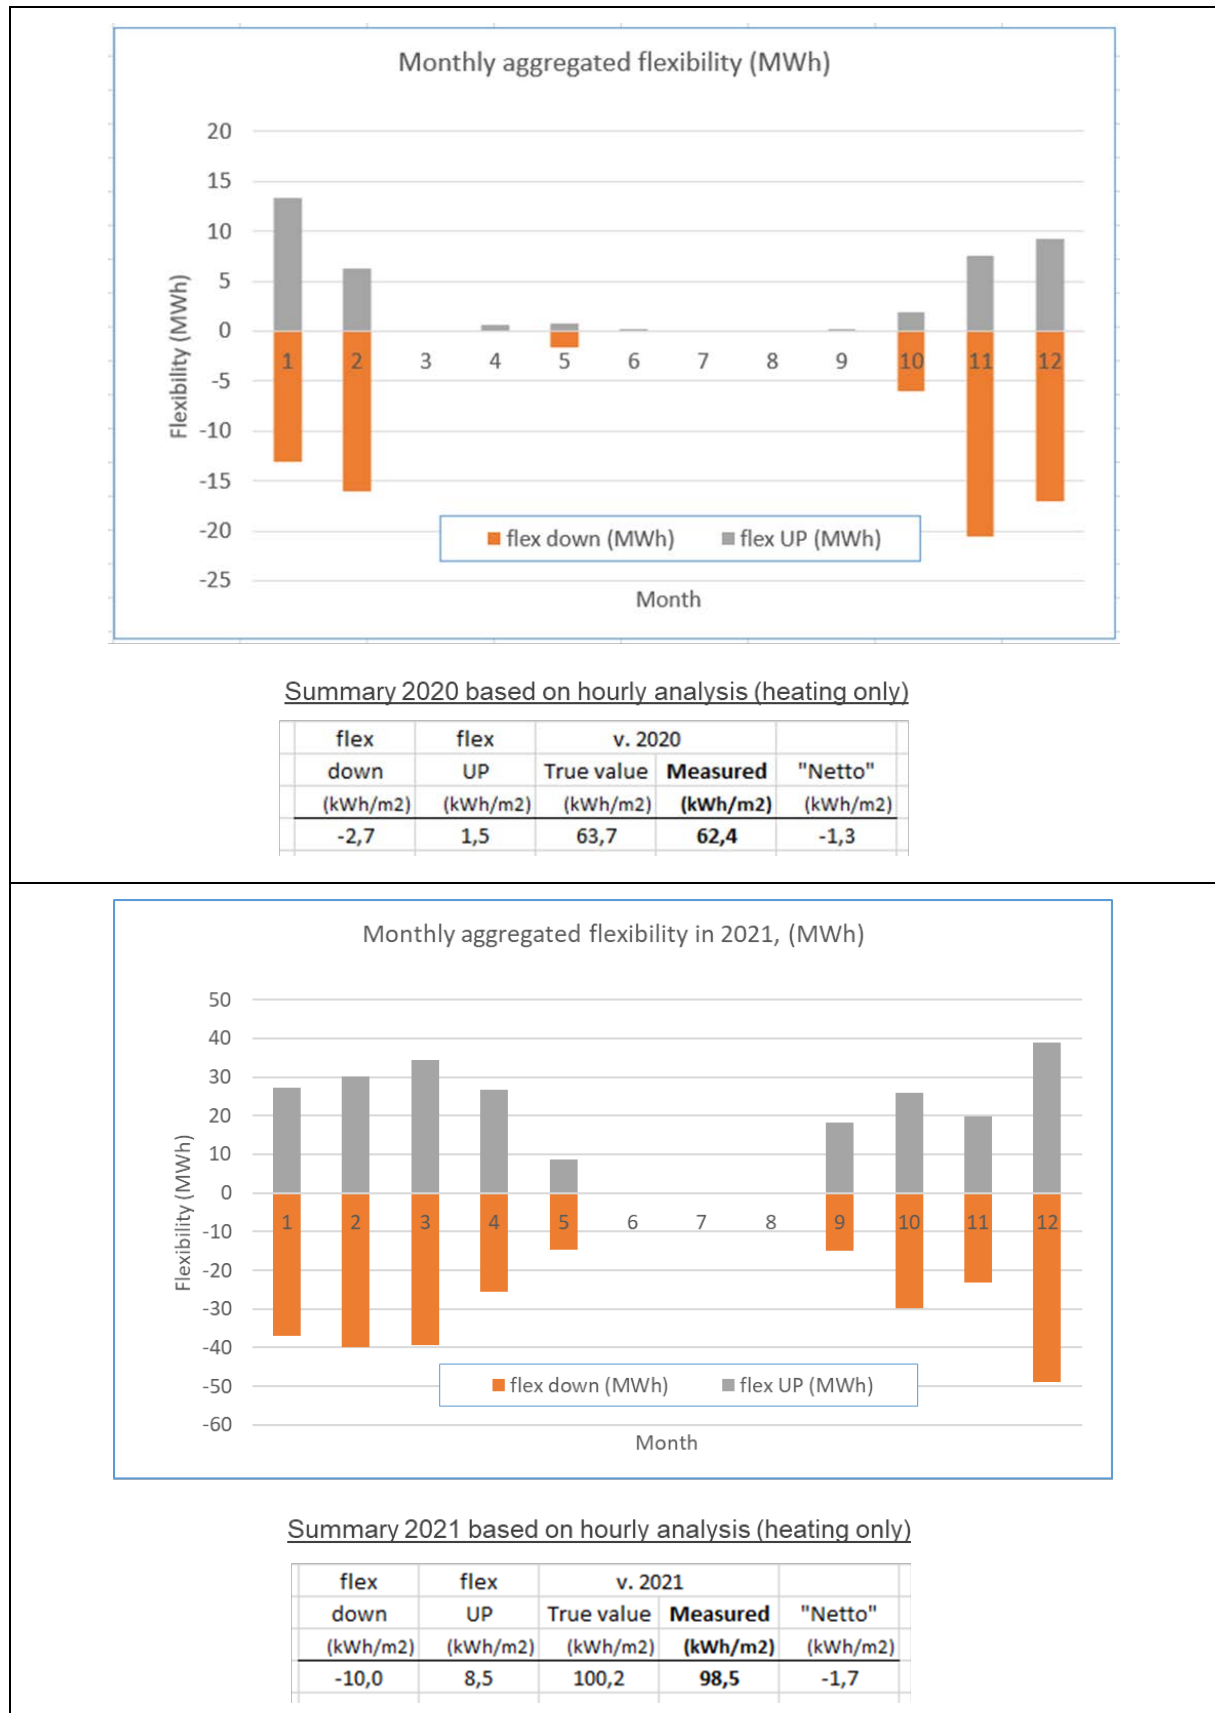 Monthly aggregated flexibility (MWh)
20
15
10
5
0
-5
-10
-15
-20
-25
Flexibility (MWh)
1 2 3 4 5 6 7 8 9 10 11 12
flex down (MWh) flex UP (MWh)
Month
Summary 2020 based on hourly analysis (heating only)
flex flex v. 2020
down UP True value Measured "Netto"
(kWh/m2) (kWh/m2) (kWh/m2) (kWh/m2) (kWh/m2)
-2,7 1,5 63,7 62,4 -1,3
Monthly aggregated flexibility in 2021, (MWh)
50
40
30
20
10
0
-10
-20
-30
-40
-50
-60
Flexibility (MWh)
1 2 3 4 5 6 7 8 9 10 11 12
flex down (MWh) flex UP (MWh)
Month
Summary 2021 based on hourly analysis (heating only)
flex flex v. 2021
down UP True value Measured "Netto"
(kWh/m2) (kWh/m2) (kWh/m2) (kWh/m2) (kWh/m2)
-10,0 8,5 100,2 98,5 -1,7